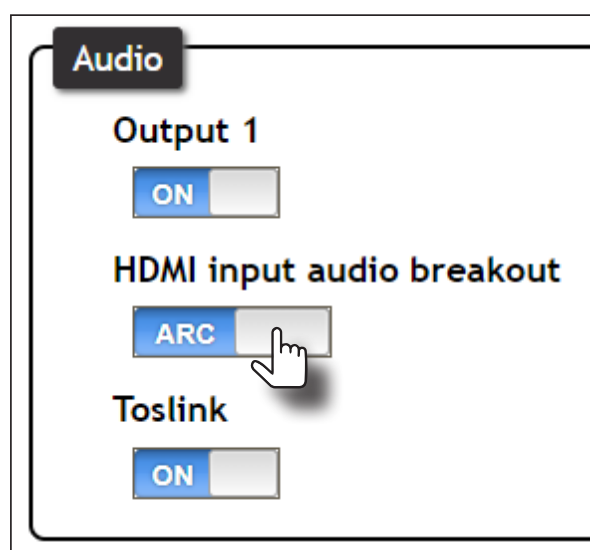 Audio
Output 1
ON
HDMI input audio breakout
ARC
Toslink
ON